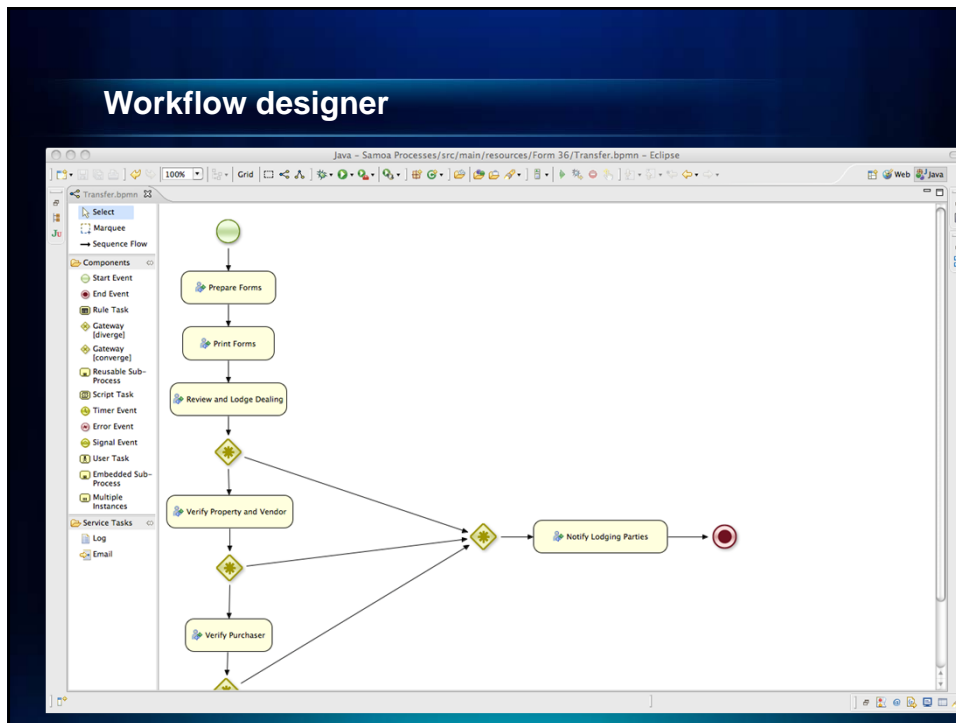 Workflow designer
Java – Samoa Processes/src/main/resources/Form 36/Transfer.bpmn – Eclipse
100%
Grid
Web
Java
Transfer.bpmn
Ju
Select
Marquee
Sequence Flow
Components
Start Event
End Event
Rule Task
Gateway
[diverge]
Gateway
[converge]
Reusable Sub-
Process
Script Task
Timer Event
Error Event
Signal Event
User Task
Embedded Sub-
Process
Multiple
Instances
Service Tasks
Log
Email
Prepare Forms
Print Forms
Review and Lodge Dealing
Verify Property and Vendor
Notify Lodging Parties
Verify Purchaser